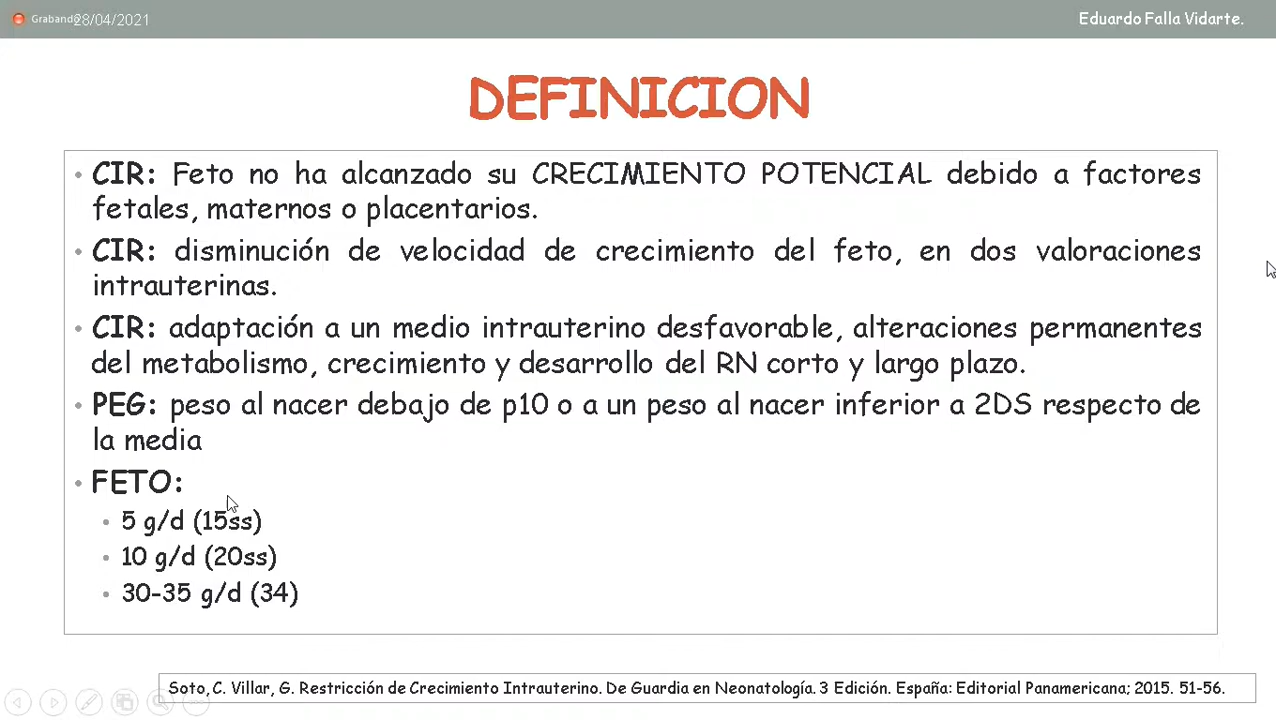 Grabando 28/04/2021
Eduardo Falla Vidarte.
DEFINICION
• CIR: Feto no ha alcanzado su CRECIMIENTO POTENCIAL debido a factores
fetales, maternos o placentarios.
• CIR: disminución de velocidad de crecimiento del feto, en dos valoraciones
intrauterinas.
• CIR: adaptación a un medio intrauterino desfavorable, alteraciones permanentes
del metabolismo, crecimiento y desarrollo del RN corto y largo plazo.
• PEG: peso al nacer debajo de p10 o a un peso al nacer inferior a 2DS respecto de
la media
• FETO:
• 5 g/d (15ss)
• 10 g/d (20ss)
• 30-35 g/d (34)
Soto, C. Villar, G. Restricción de Crecimiento Intrauterino. De Guardia en Neonatología. 3 Edición. España: Editorial Panamericana; 2015. 51-56.